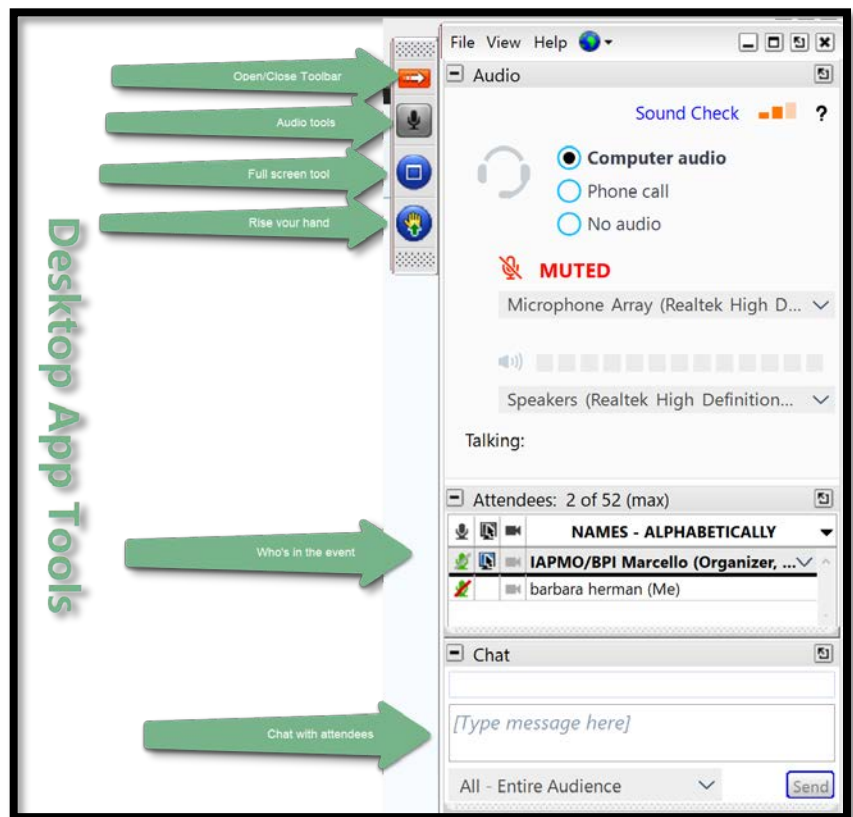 Desktop App Tools
Open/Close Toolbar
Audio tools
Full screen tool
Rise your hand
Who's in the event
Chat with attendees
File View Help
Audio
Sound Check ?
Computer audio
Phone call
No audio
MUTED
Microphone Array (Realtek High D...
Speakers (Realtek High Definition...
Talking:
Attendees: 2 of 52 (max)
NAMES - ALPHABETICALLY
IAPMO/BPI Marcello (Organizer, ...
barbara herman (Me)
Chat
[Type message here]
All - Entire Audience
Send